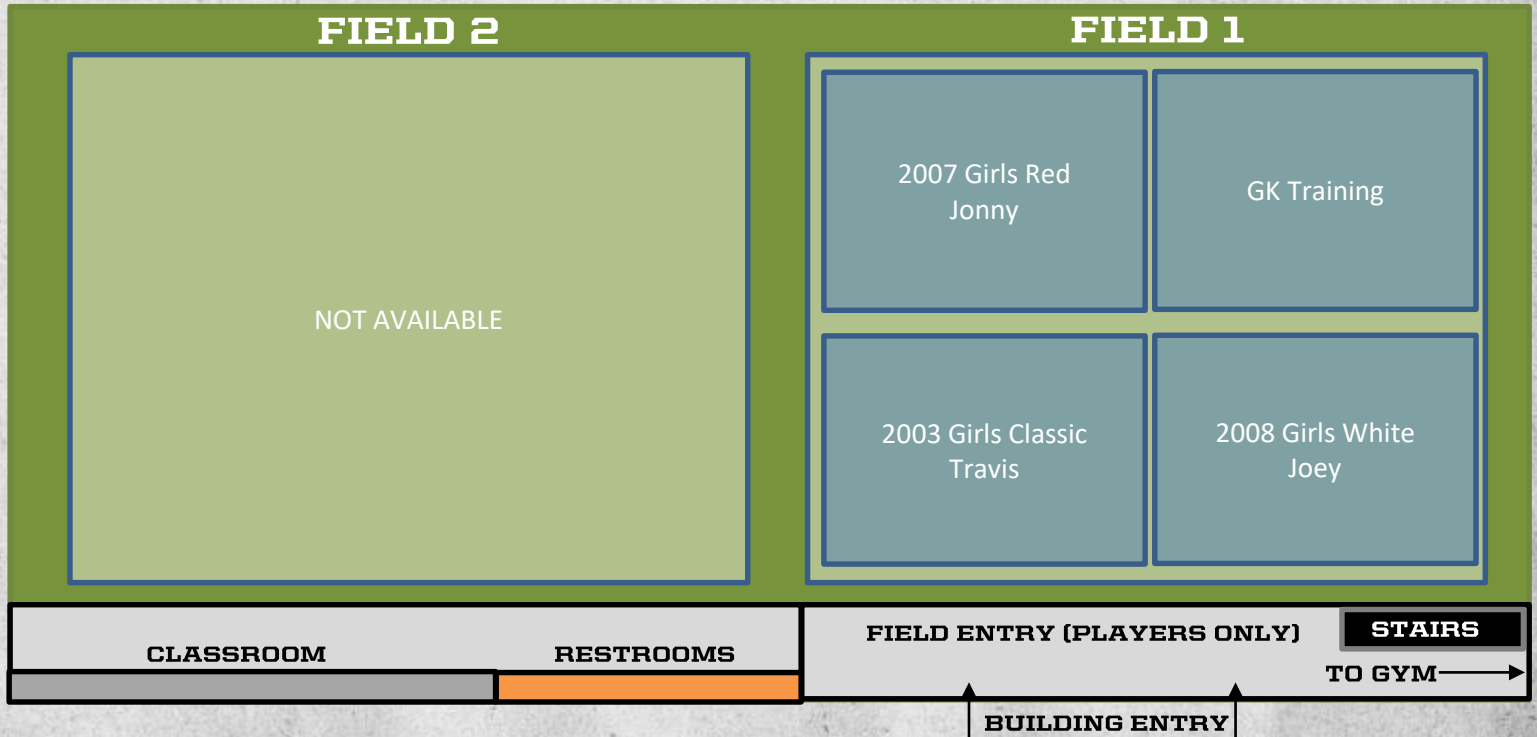 FIELD 2
FIELD 1
NOT AVAILABLE
2007 Girls Red
Jonny
GK Training
2003 Girls Classic
Travis
2008 Girls White
Joey
CLASSROOM
RESTROOMS
FIELD ENTRY (PLAYERS ONLY)
STAIRS
TO GYM
BUILDING ENTRY